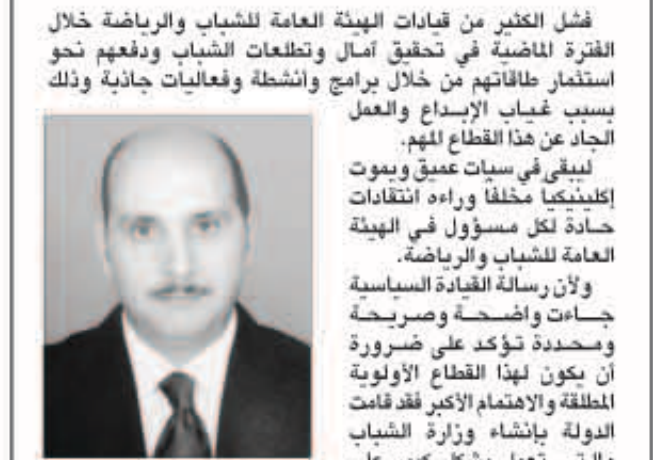 فشل الكثير من قيادات الهيئة العامة للشباب والرياضة خلال
الفترة الماضية في تحقيق آمال وتطلعات الشباب ودفعهم نحو
استثمار طاقاتهم من خلال برامج وأنشطة وفعاليات جاذبة وذلك
بسبب غياب الإبداع والعمل
الجاد عن هذا القطاع المهم.
ليبقى في سبات عميق ويموت
إكلينيكيا مخلفا وراءه انتقادات
حادة لكل مسؤول في الهيئة
العامة للشباب والرياضة.
ولأن رسالة القيادة السياسية
جاءت واضحة وصريحة
ومحددة تؤكد على ضرورة
أن يكون لهذا القطاع الأولوية
المطلقة والاهتمام الأكبر فقد قامت
الدولة بإنشاء وزارة الشباب